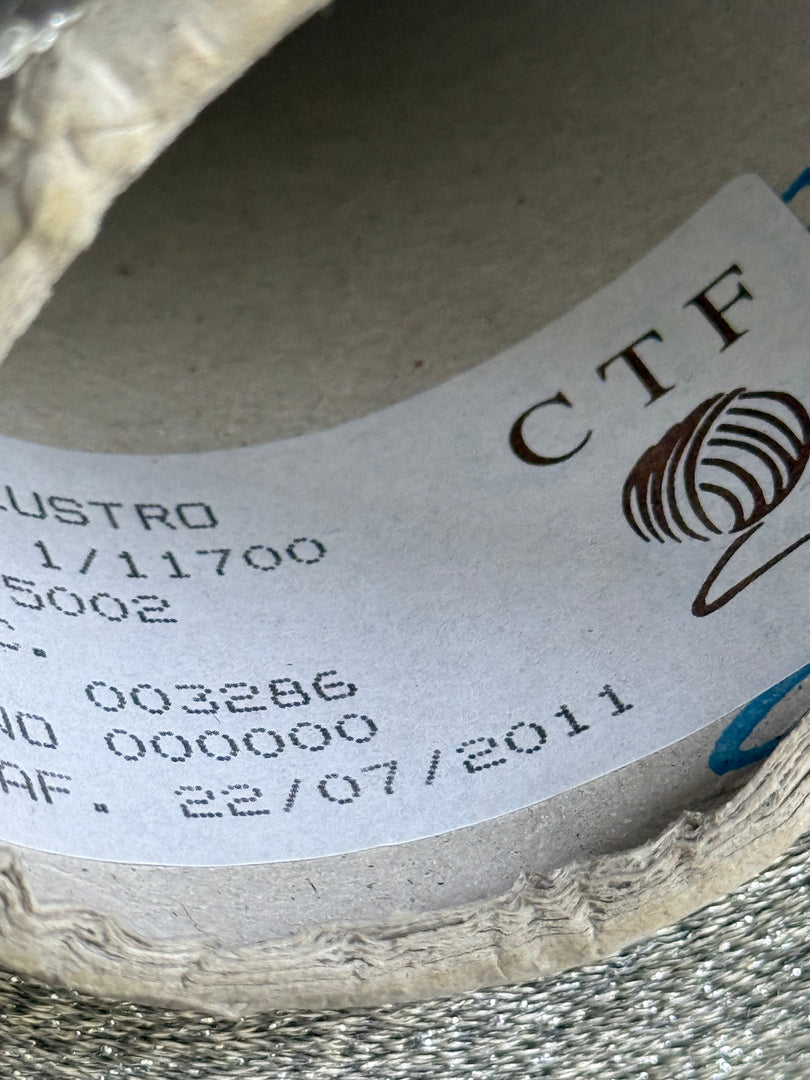 CTF
LUSTRO
1/11700
5002
C.
003286
NO 000000
AF. 22/07/2011